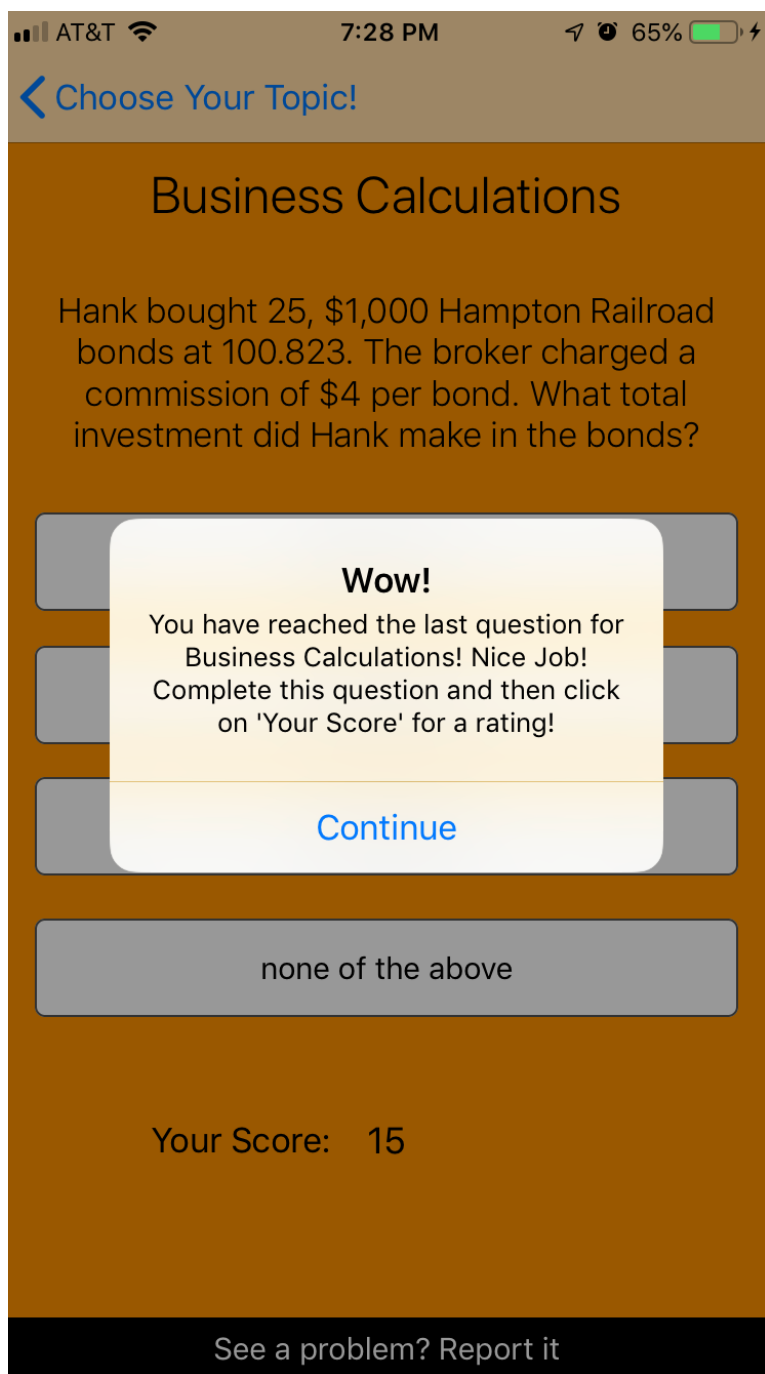 AT&T 7:28 PM 65%
Choose Your Topic!
Business Calculations
Hank bought 25, $1,000 Hampton Railroad
bonds at 100.823. The broker charged a
commission of $4 per bond. What total
investment did Hank make in the bonds?
Wow!
You have reached the last question for
Business Calculations! Nice Job!
Complete this question and then click
on 'Your Score' for a rating!
Continue
none of the above
Your Score: 15
See a problem? Report it